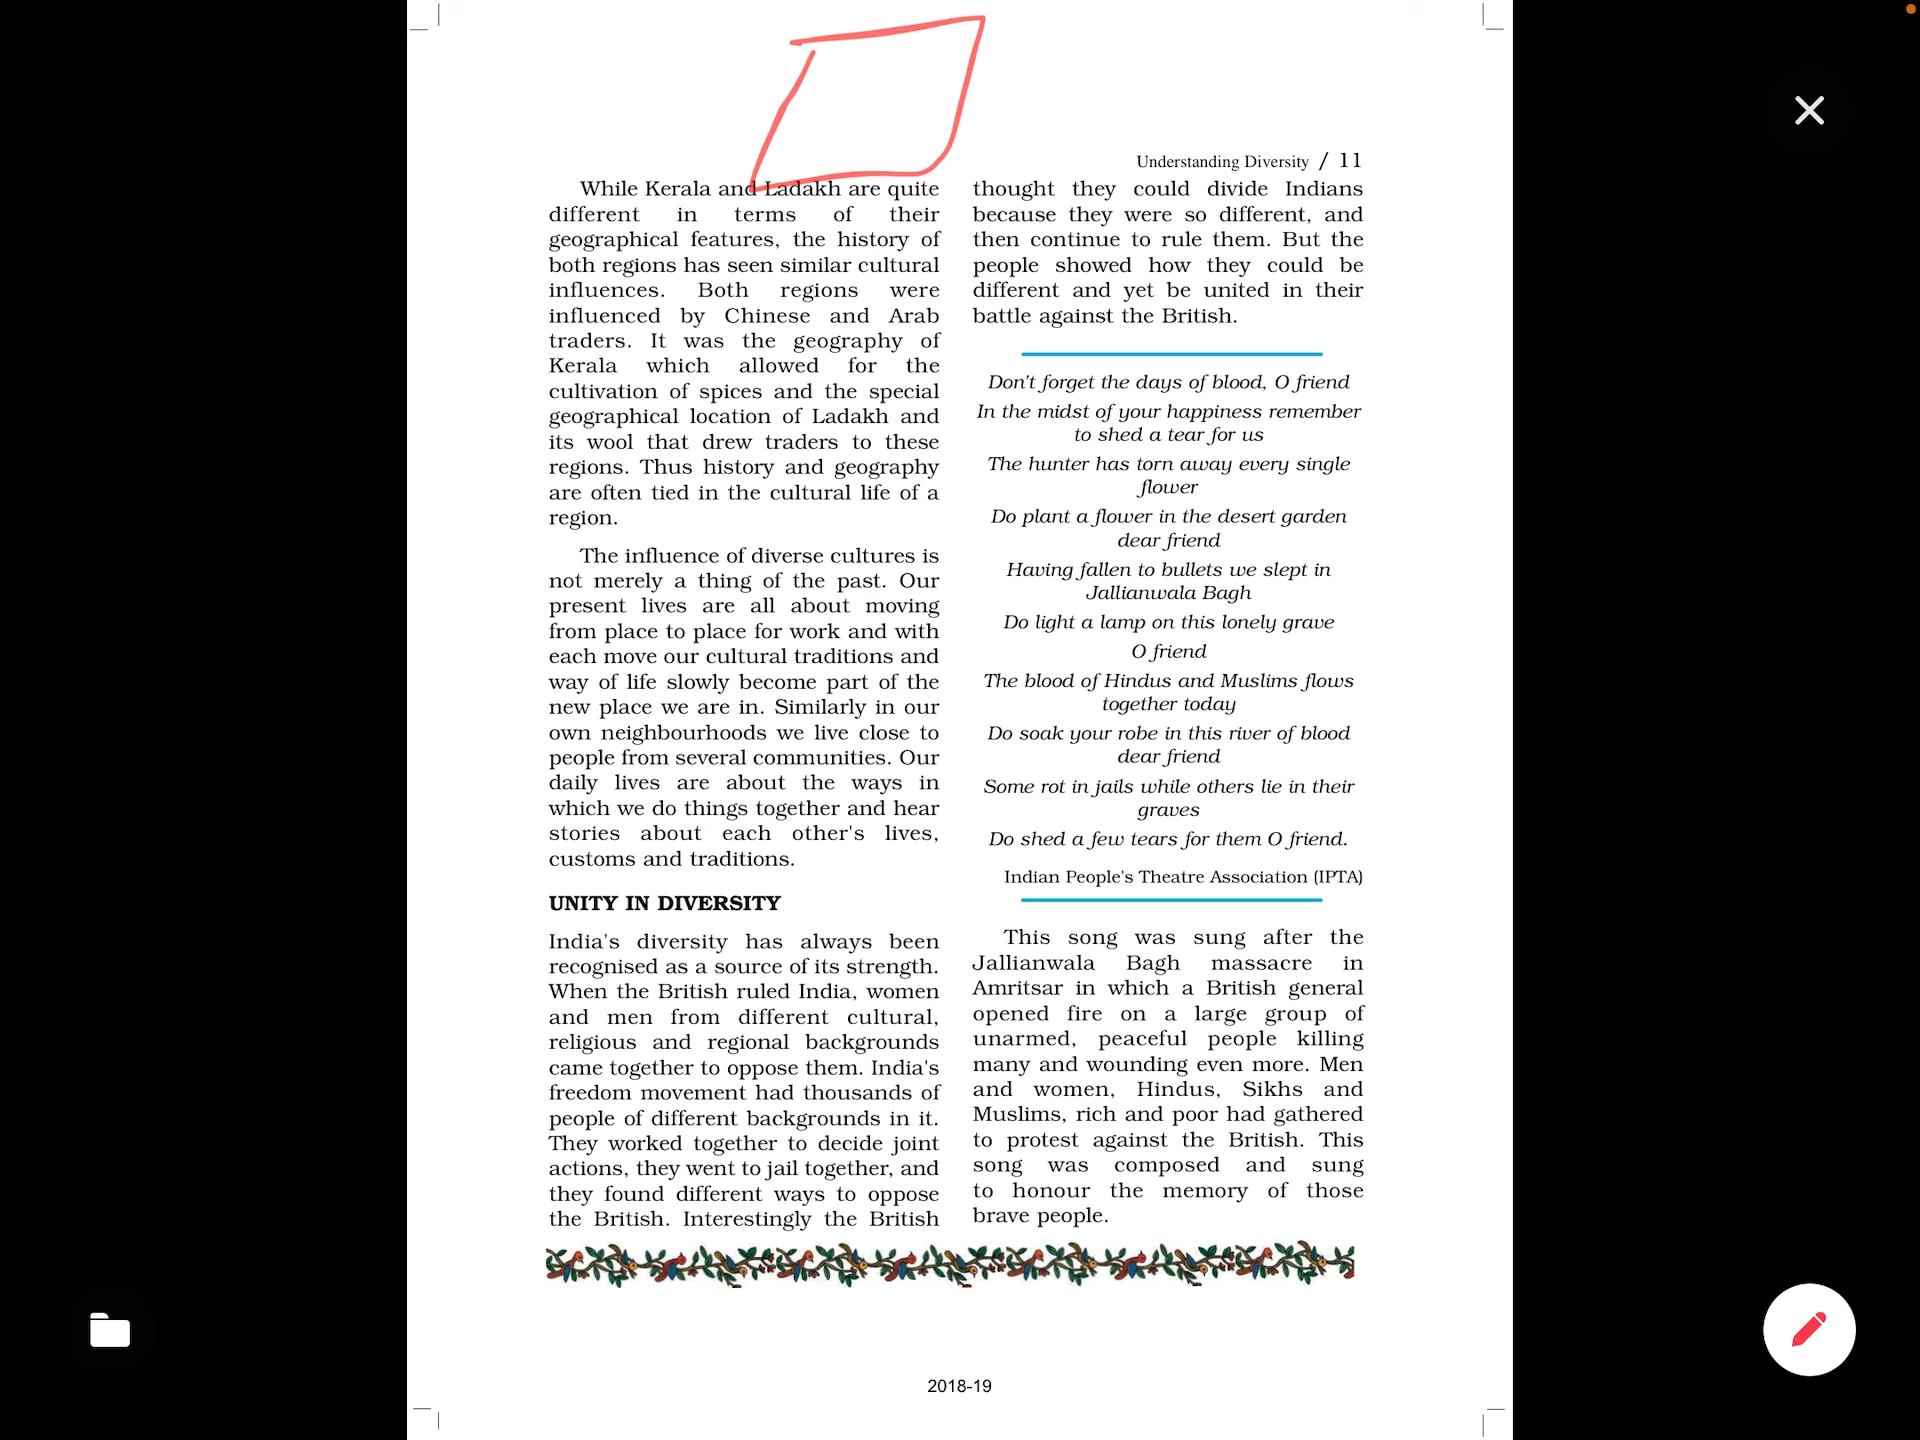 Understanding Diversity / 11
While Kerala and Ladakh are quite
different in terms of their
geographical features, the history of
both regions has seen similar cultural
influences. Both regions were
influenced by Chinese and Arab
traders. It was the geography of
Kerala which allowed for the
cultivation of spices and the special
geographical location of Ladakh and
its wool that drew traders to these
regions. Thus history and geography
are often tied in the cultural life of a
region.
The influence of diverse cultures is
not merely a thing of the past. Our
present lives are all about moving
from place to place for work and with
each move our cultural traditions and
way of life slowly become part of the
new place we are in. Similarly in our
own neighbourhoods we live close to
people from several communities. Our
daily lives are about the ways in
which we do things together and hear
stories about each other's lives,
customs and traditions.
UNITY IN DIVERSITY
India's diversity has always been
recognised as a source of its strength.
When the British ruled India, women
and men from different cultural,
religious and regional backgrounds
came together to oppose them. India's
freedom movement had thousands of
people of different backgrounds in it.
They worked together to decide joint
actions, they went to jail together, and
they found different ways to oppose
the British. Interestingly the British
thought they could divide Indians
because they were so different, and
then continue to rule them. But the
people showed how they could be
different and yet be united in their
battle against the British.
Don't forget the days of blood, O friend
In the midst of your happiness remember
to shed a tear for us
The hunter has torn away every single
flower
Do plant a flower in the desert garden
dear friend
Having fallen to bullets we slept in
Jallianwala Bagh
Do light a lamp on this lonely grave
O friend
The blood of Hindus and Muslims flows
together today
Do soak your robe in this river of blood
dear friend
Some rot in jails while others lie in their
graves
Do shed a few tears for them O friend.
Indian People's Theatre Association (IPTA)
This song was sung after the
Jallianwala Bagh massacre in
Amritsar in which a British general
opened fire on a large group of
unarmed, peaceful people killing
many and wounding even more. Men
and women, Hindus, Sikhs and
Muslims, rich and poor had gathered
to protest against the British. This
song was composed and sung
to honour the memory of those
brave people.
2018-19